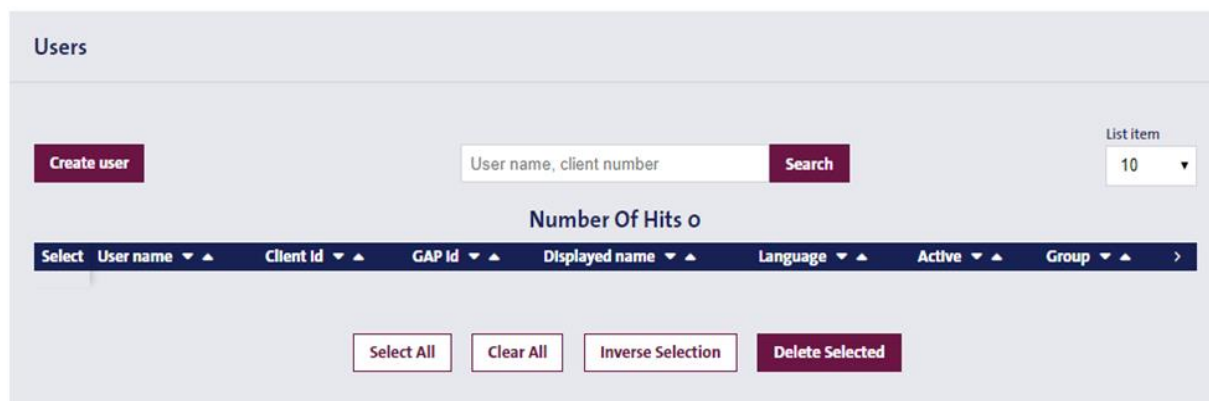 Users
List item
Create user User name, client number Search 10
Number Of Hits 0
Select User name Client Id GAP Id Displayed name Language Active Group >
Select All Clear All Inverse Selection Delete Selected